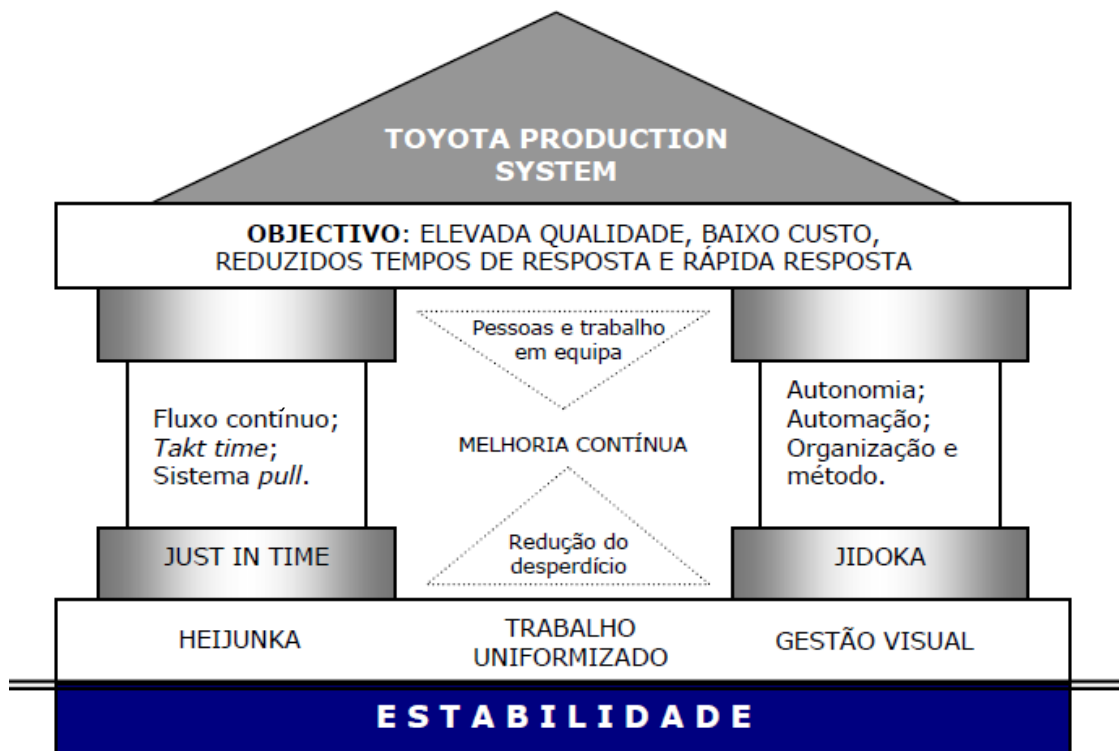 TOYOTA PRODUCTION
SYSTEM
OBJECTIVO: ELEVADA QUALIDADE, BAIXO CUSTO,
REDUZIDOS TEMPOS DE RESPOSTA E RÁPIDA RESPOSTA
Pessoas e trabalho
em equipa
Fluxo contínuo;
Takt time;
Sistema pull.
MELHORIA CONTÍNUA
Autonomia;
Automação;
Organização e
método.
JUST IN TIME
Redução do
desperdício
JIDOKA
HEIJUNKA
TRABALHO
UNIFORMIZADO
GESTÃO VISUAL
ESTABILIDADE